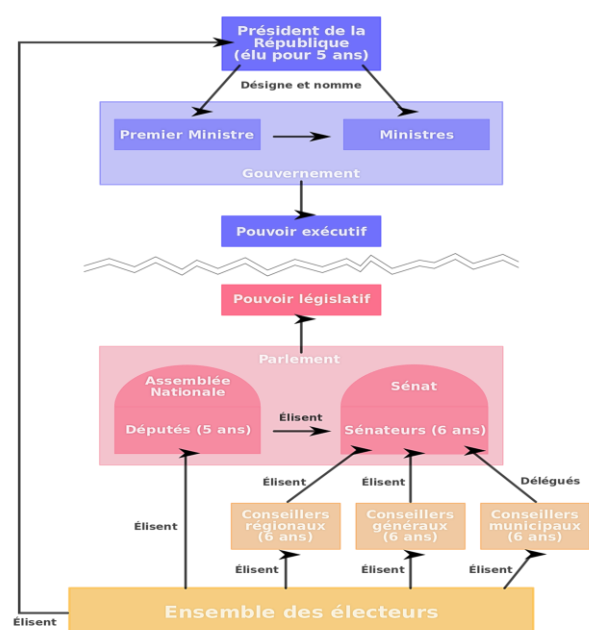 Président de la
République
(élu pour 5 ans)
Désigne et nomme
Premier Ministre
Ministres
Gouvernement
Pouvoir exécutif
Pouvoir législatif
Parlement
Assemblée
Nationale
Sénat
Députés (5 ans)
Élisent
Sénateurs (6 ans)
Élisent
Élisent
Délégués
Conseillers
régionaux
(6 ans)
Conseillers
généraux
(6 ans)
Conseillers
municipaux
(6 ans)
Élisent
Élisent
Élisent
Élisent
Ensemble des électeurs
Élisent